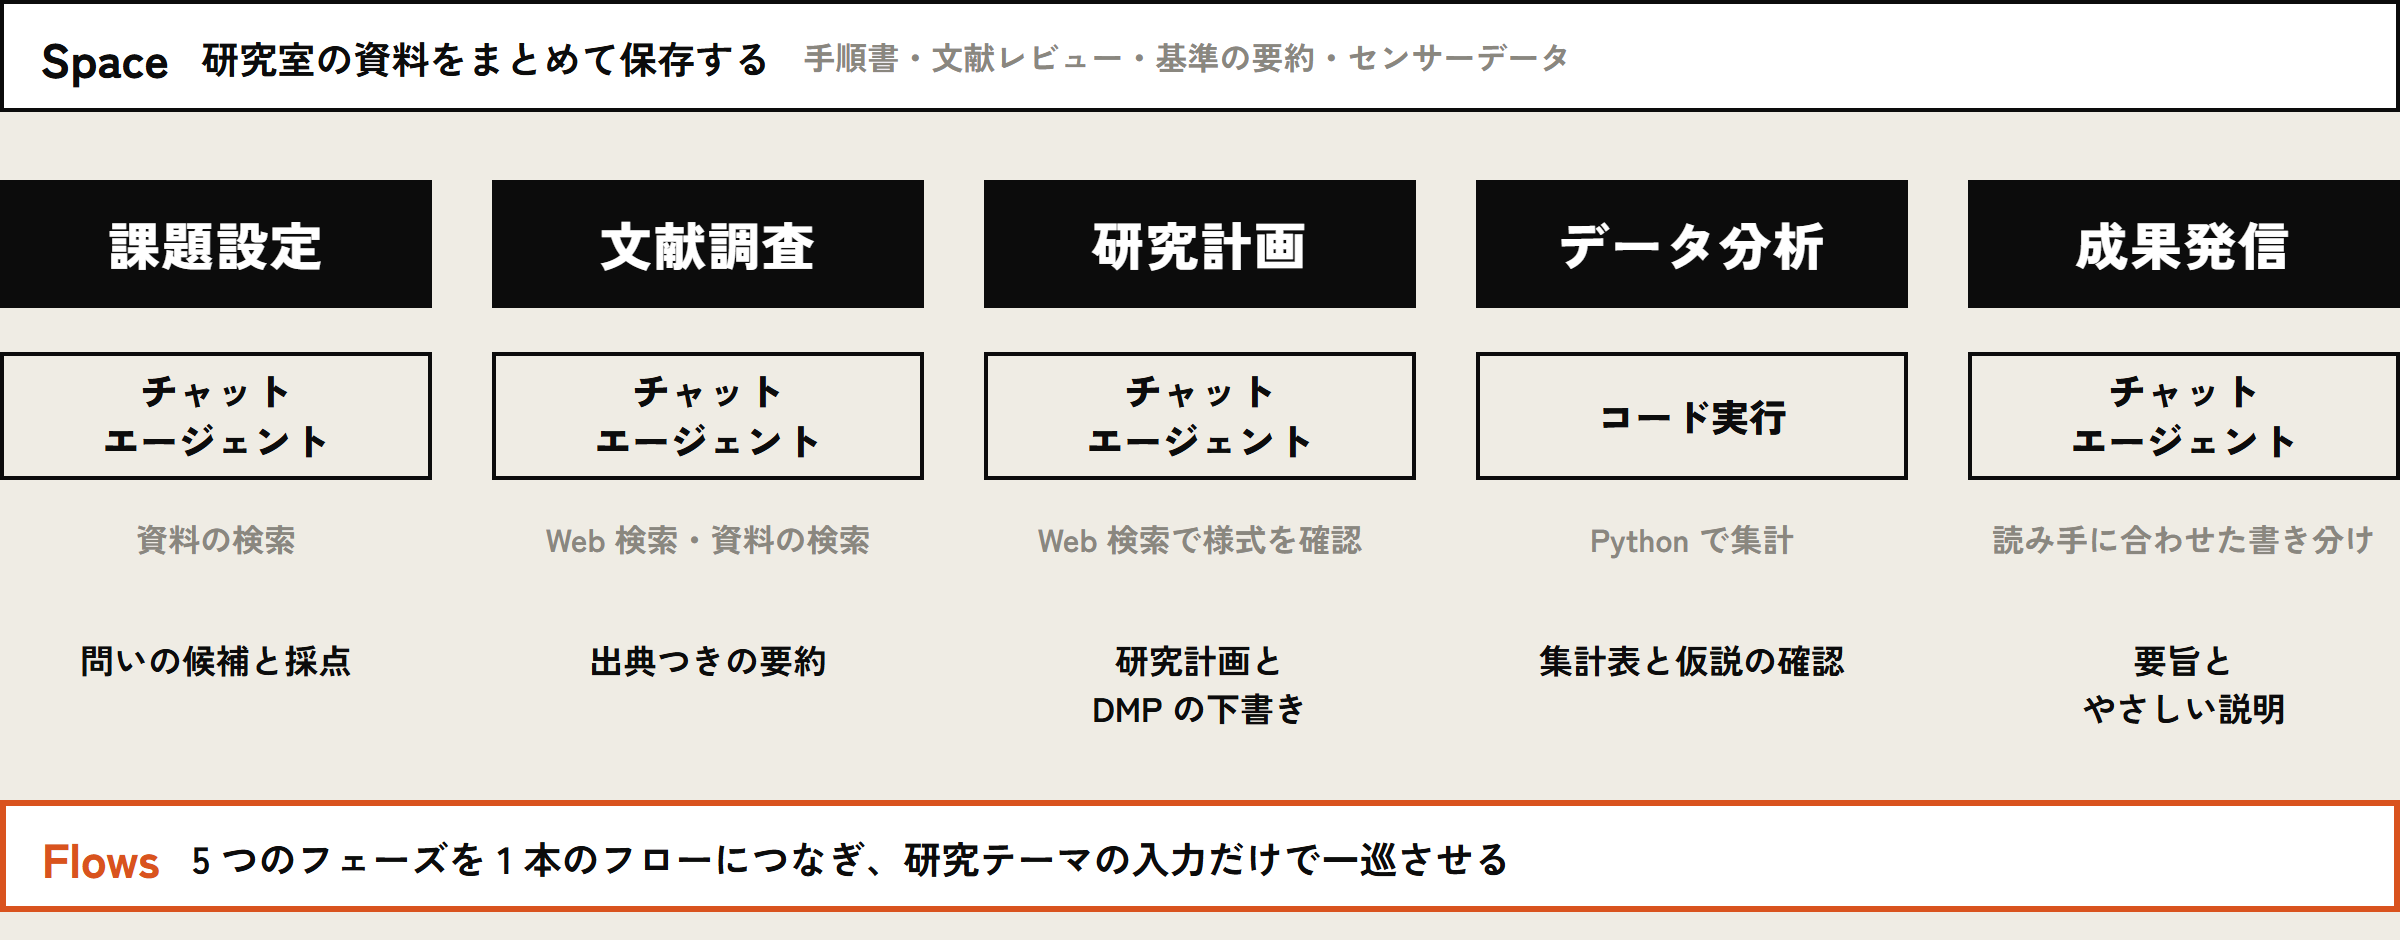 Space 研究室の資料をまとめて保存する 手順書・文献レビュー・基準の要約・センサーデータ
課題設定
チャット
エージェント
資料の検索
問いの候補と採点
文献調査
チャット
エージェント
Web 検索・資料の検索
出典つきの要約
研究計画
チャット
エージェント
Web 検索で様式を確認
研究計画と
DMP の下書き
データ分析
コード実行
Python で集計
集計表と仮説の確認
成果発信
チャット
エージェント
読み手に合わせた書き分け
要旨と
やさしい説明
Flows 5 つのフェーズを 1 本のフローにつなぎ、研究テーマの入力だけで一巡させる